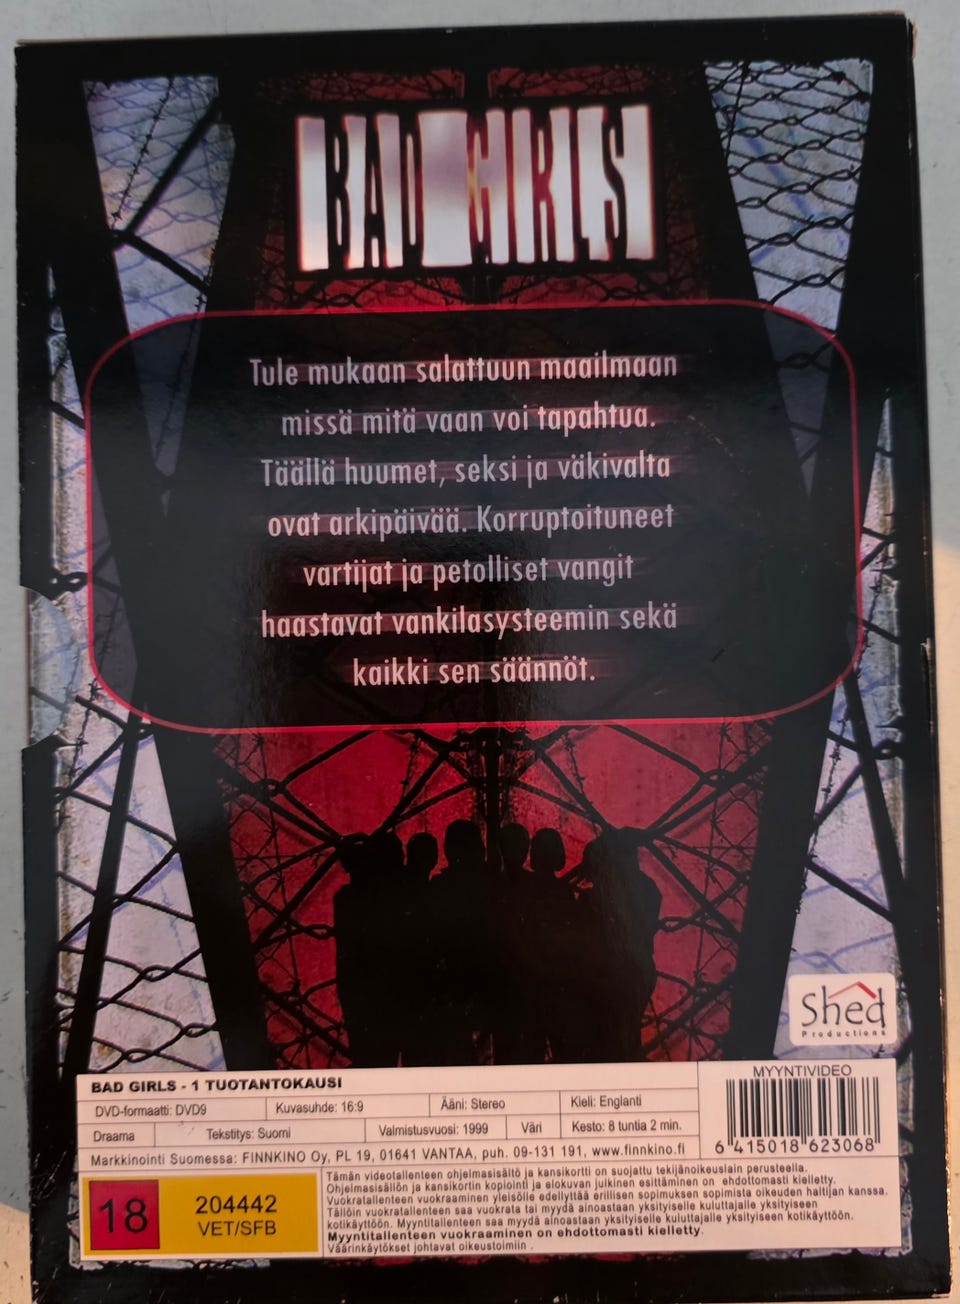 BAD GIRLS
Tule mukaan salattuun maailmaan
missä mitä vaan voi tapahtua.
Täällä huumet, seksi ja väkivalta
ovat arkipäivää. Korruptoituneet
vartijat ja petolliset vangit
haastavat vankilasysteemin sekä
kaikki sen säännöt.
Shed
Productions
BAD GIRLS - 1 TUOTANTOKAUSI
DVD-formaatti: DVD9 Kuvasuhde: 16:9 Ääni: Stereo Kieli: Englanti
Draama Tekstitys: Suomi Valmistusvuosi: 1999 Väri Kesto: 8 tuntia 2 min.
Markkinointi Suomessa: FINNKINO OY, PL 19, 01641 VANTAA, puh. 09-131 191, www.finnkino.fi
MYYNTIVIDEO
6 415018 623068
18
204442
VET/SFB
Tämän videotallenteen ohjelmasisältö ja kansikortti on suojattu tekijänoikeuslain perusteella.
Ohjelmasisällön ja kansikortin kopiointi ja elokuvan julkinen esittäminen on ehdottomasti kielletty.
Vuokratallenteen vuokraaminen yleisölle edellyttää erillisen sopimuksen sopimista oikeuden haltijan kanssa.
Tällöin vuokratallenteen saa vuokrata tai myydä ainoastaan yksityiselle kuluttajalle yksityiseen
kotikäyttöön. Myyntitallenteen saa myydä ainoastaan yksityiselle kuluttajalle yksityiseen kotikäyttöön.
Myyntitallenteen vuokraaminen on ehdottomasti kielletty.
Väärinkäytökset johtavat oikeustoimiin .